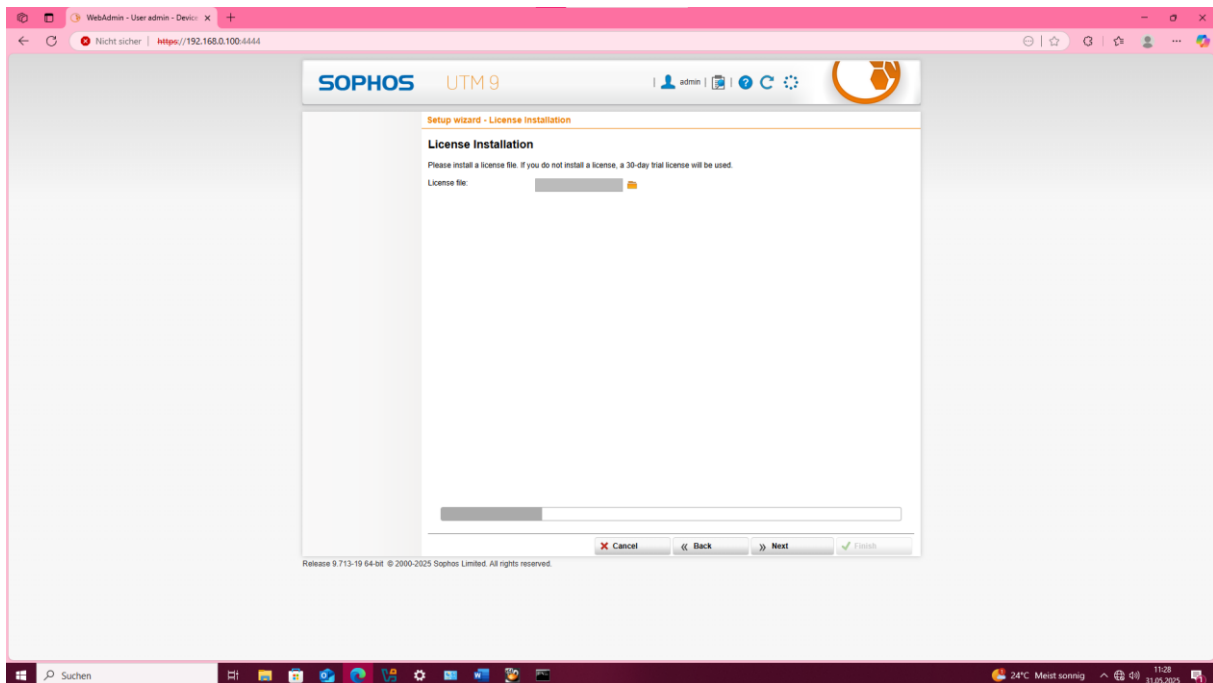 WebAdmin - User admin - Device
Nicht sicher | https://192.168.0.100:4444
SOPHOS UTM 9
| admin | | ?
Setup wizard - License Installation
License Installation
Please install a license file. If you do not install a license, a 30-day trial license will be used.
License file:
Cancel Back Next Finish
Release 9.713-19 64-bit © 2000-2025 Sophos Limited. All rights reserved.
Suchen
24°C Meist sonnig
11:28
31.05.2025